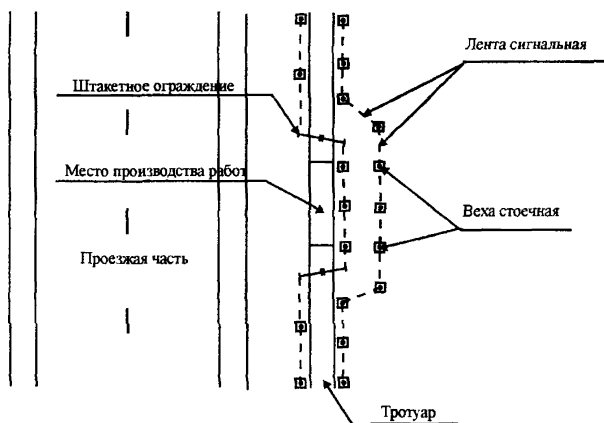 Лента сигнальная
Штакетное ограждение
Место производства работ
Веха стоечная
Проезжая часть
Тротуар